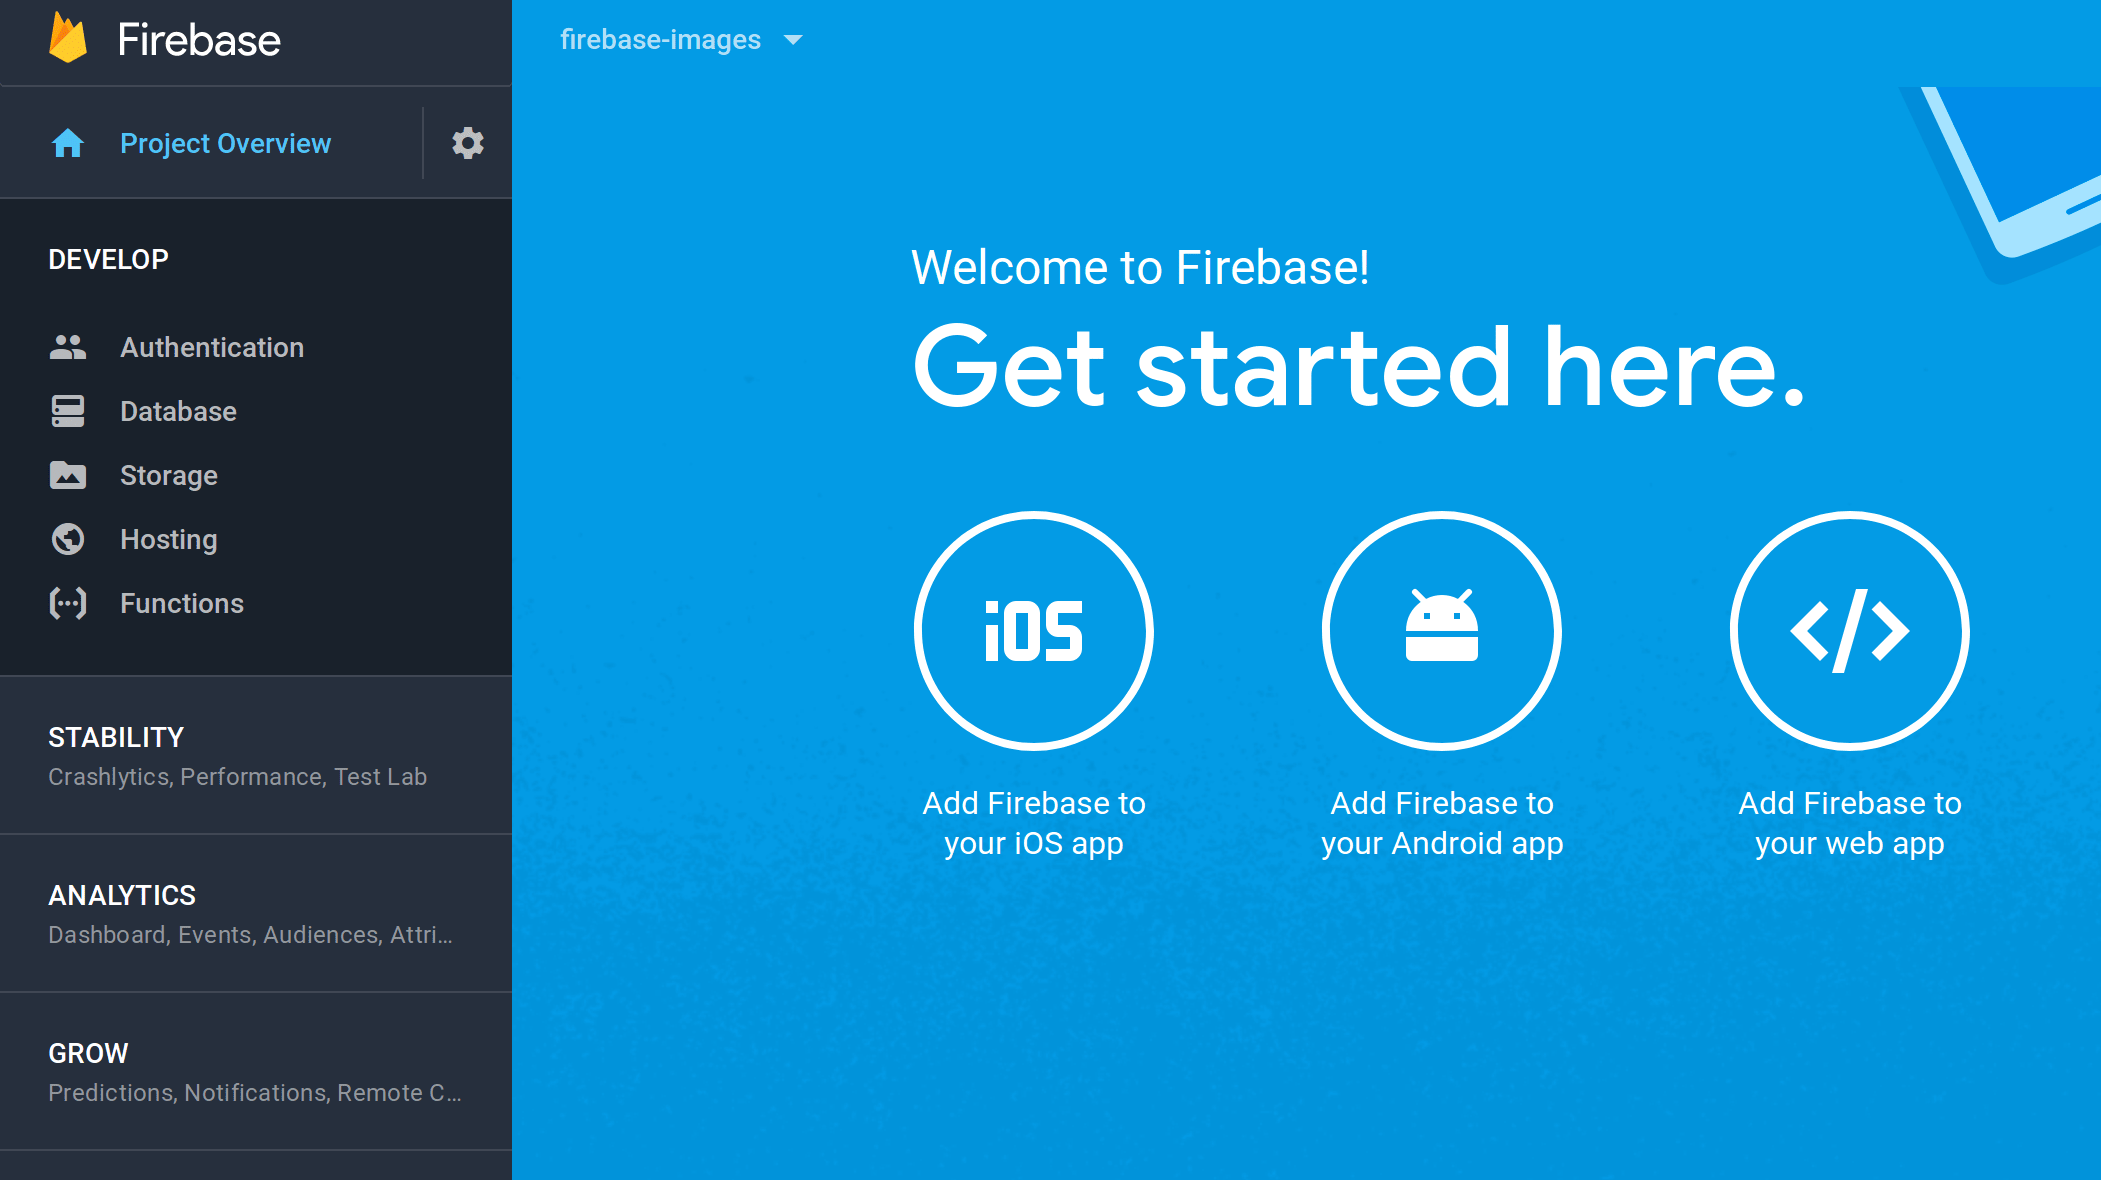 Firebase
Project Overview
DEVELOP
Authentication
Database
Storage
Hosting
Functions
STABILITY
Crashlytics, Performance, Test Lab
ANALYTICS
Dashboard, Events, Audiences, Attri...
GROW
Predictions, Notifications, Remote C...
firebase-images
Welcome to Firebase!
Get started here.
iOS
Add Firebase to
your iOS app
Add Firebase to
your Android app
</>
Add Firebase to
your web app